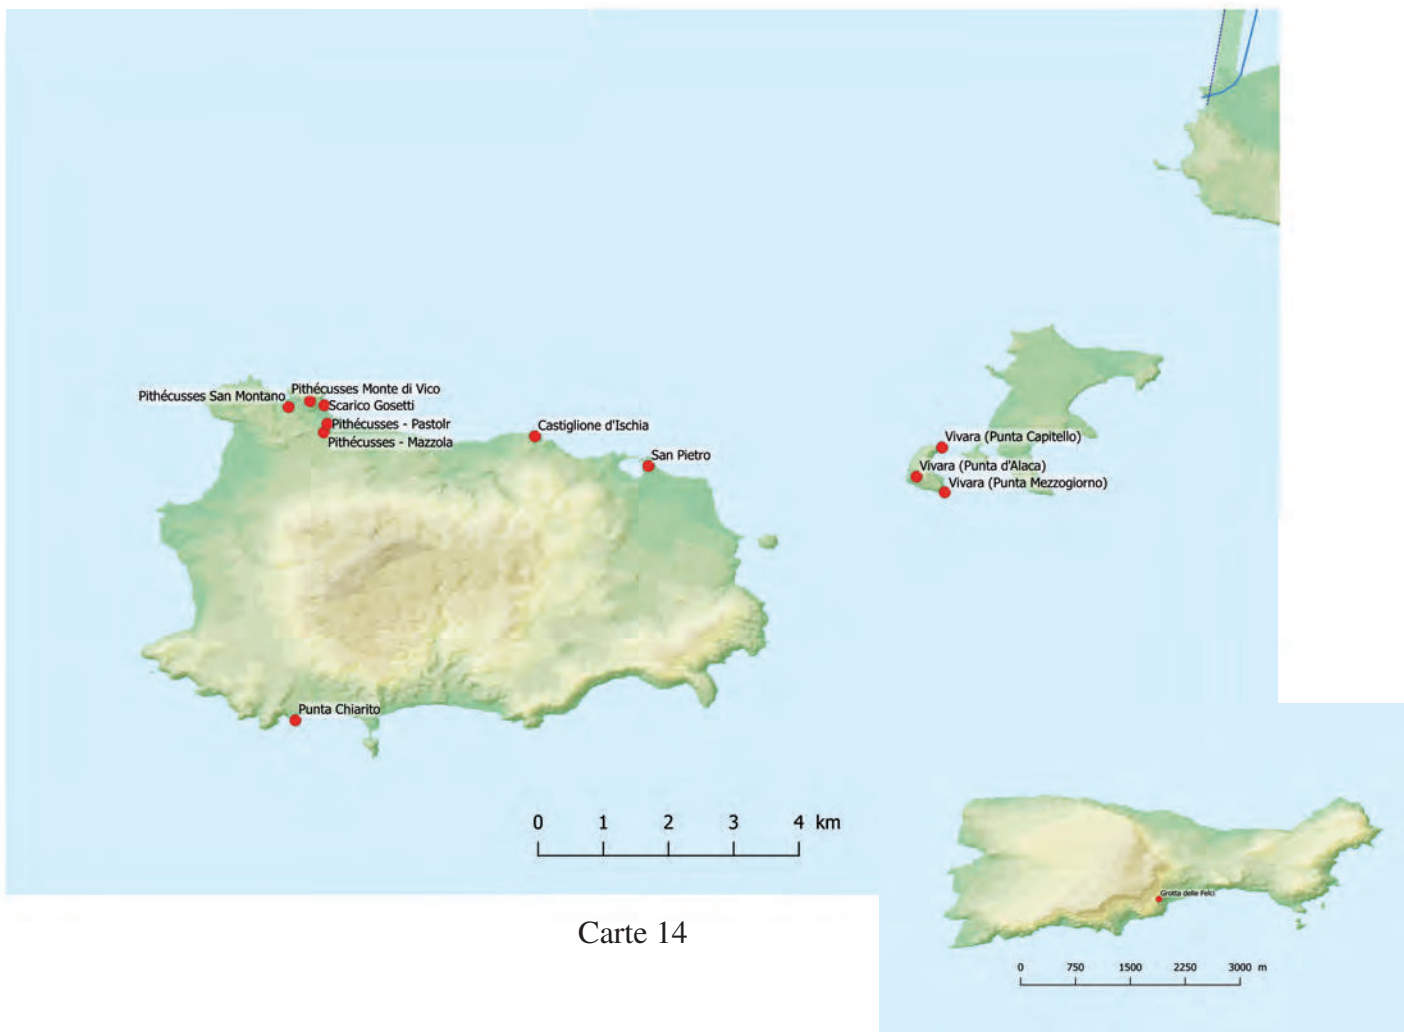 Pithécusses Monte di Vico
Pithécusses San Montano
Scarico Gosetti
Pithécusses - Pastolr
Pithécusses - Mazzola
Castiglione d'Ischia
San Pietro
Vivara (Punta Capitello)
Vivara (Punta d'Alaca)
Vivara (Punta Mezzogiorno)
Punta Chiarito
0 1 2 3 4 km
Grotta delle Felci
0 750 1500 2250 3000 m
Carte 14